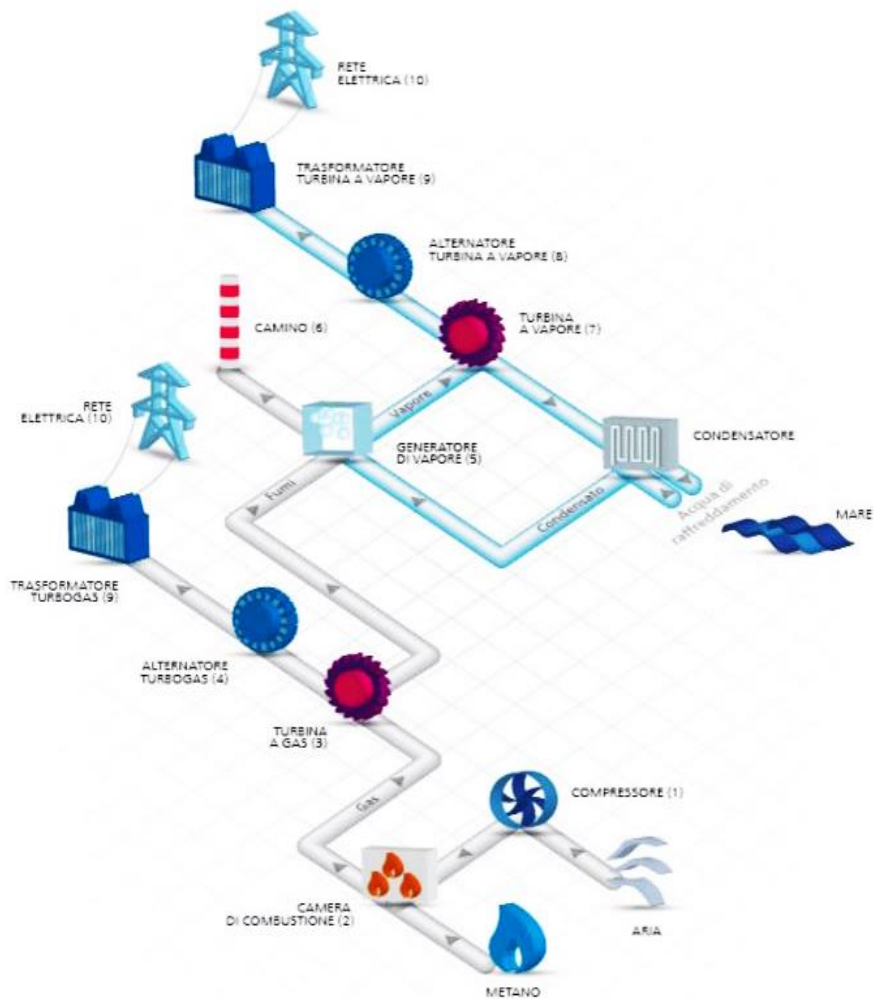 RETE
ELETTRICA (10)
TRASFORMATORE
TURBINA A VAPORE (9)
ALTERNATORE
TURBINA A VAPORE (8)
TURBINA
A VAPORE (7)
CAMINO (6)
RETE
ELETTRICA (10)
Vapore
GENERATORE
DI VAPORE (5)
CONDENSATORE
Fumi
Condensato
Acqua di
raffreddamento
MARE
TRASFORMATORE
TURBOGAS (9)
ALTERNATORE
TURBOGAS (4)
TURBINA
A GAS (3)
Gas
COMPRESSORE (1)
CAMERA
DI COMBUSTIONE (2)
ARIA
METANO